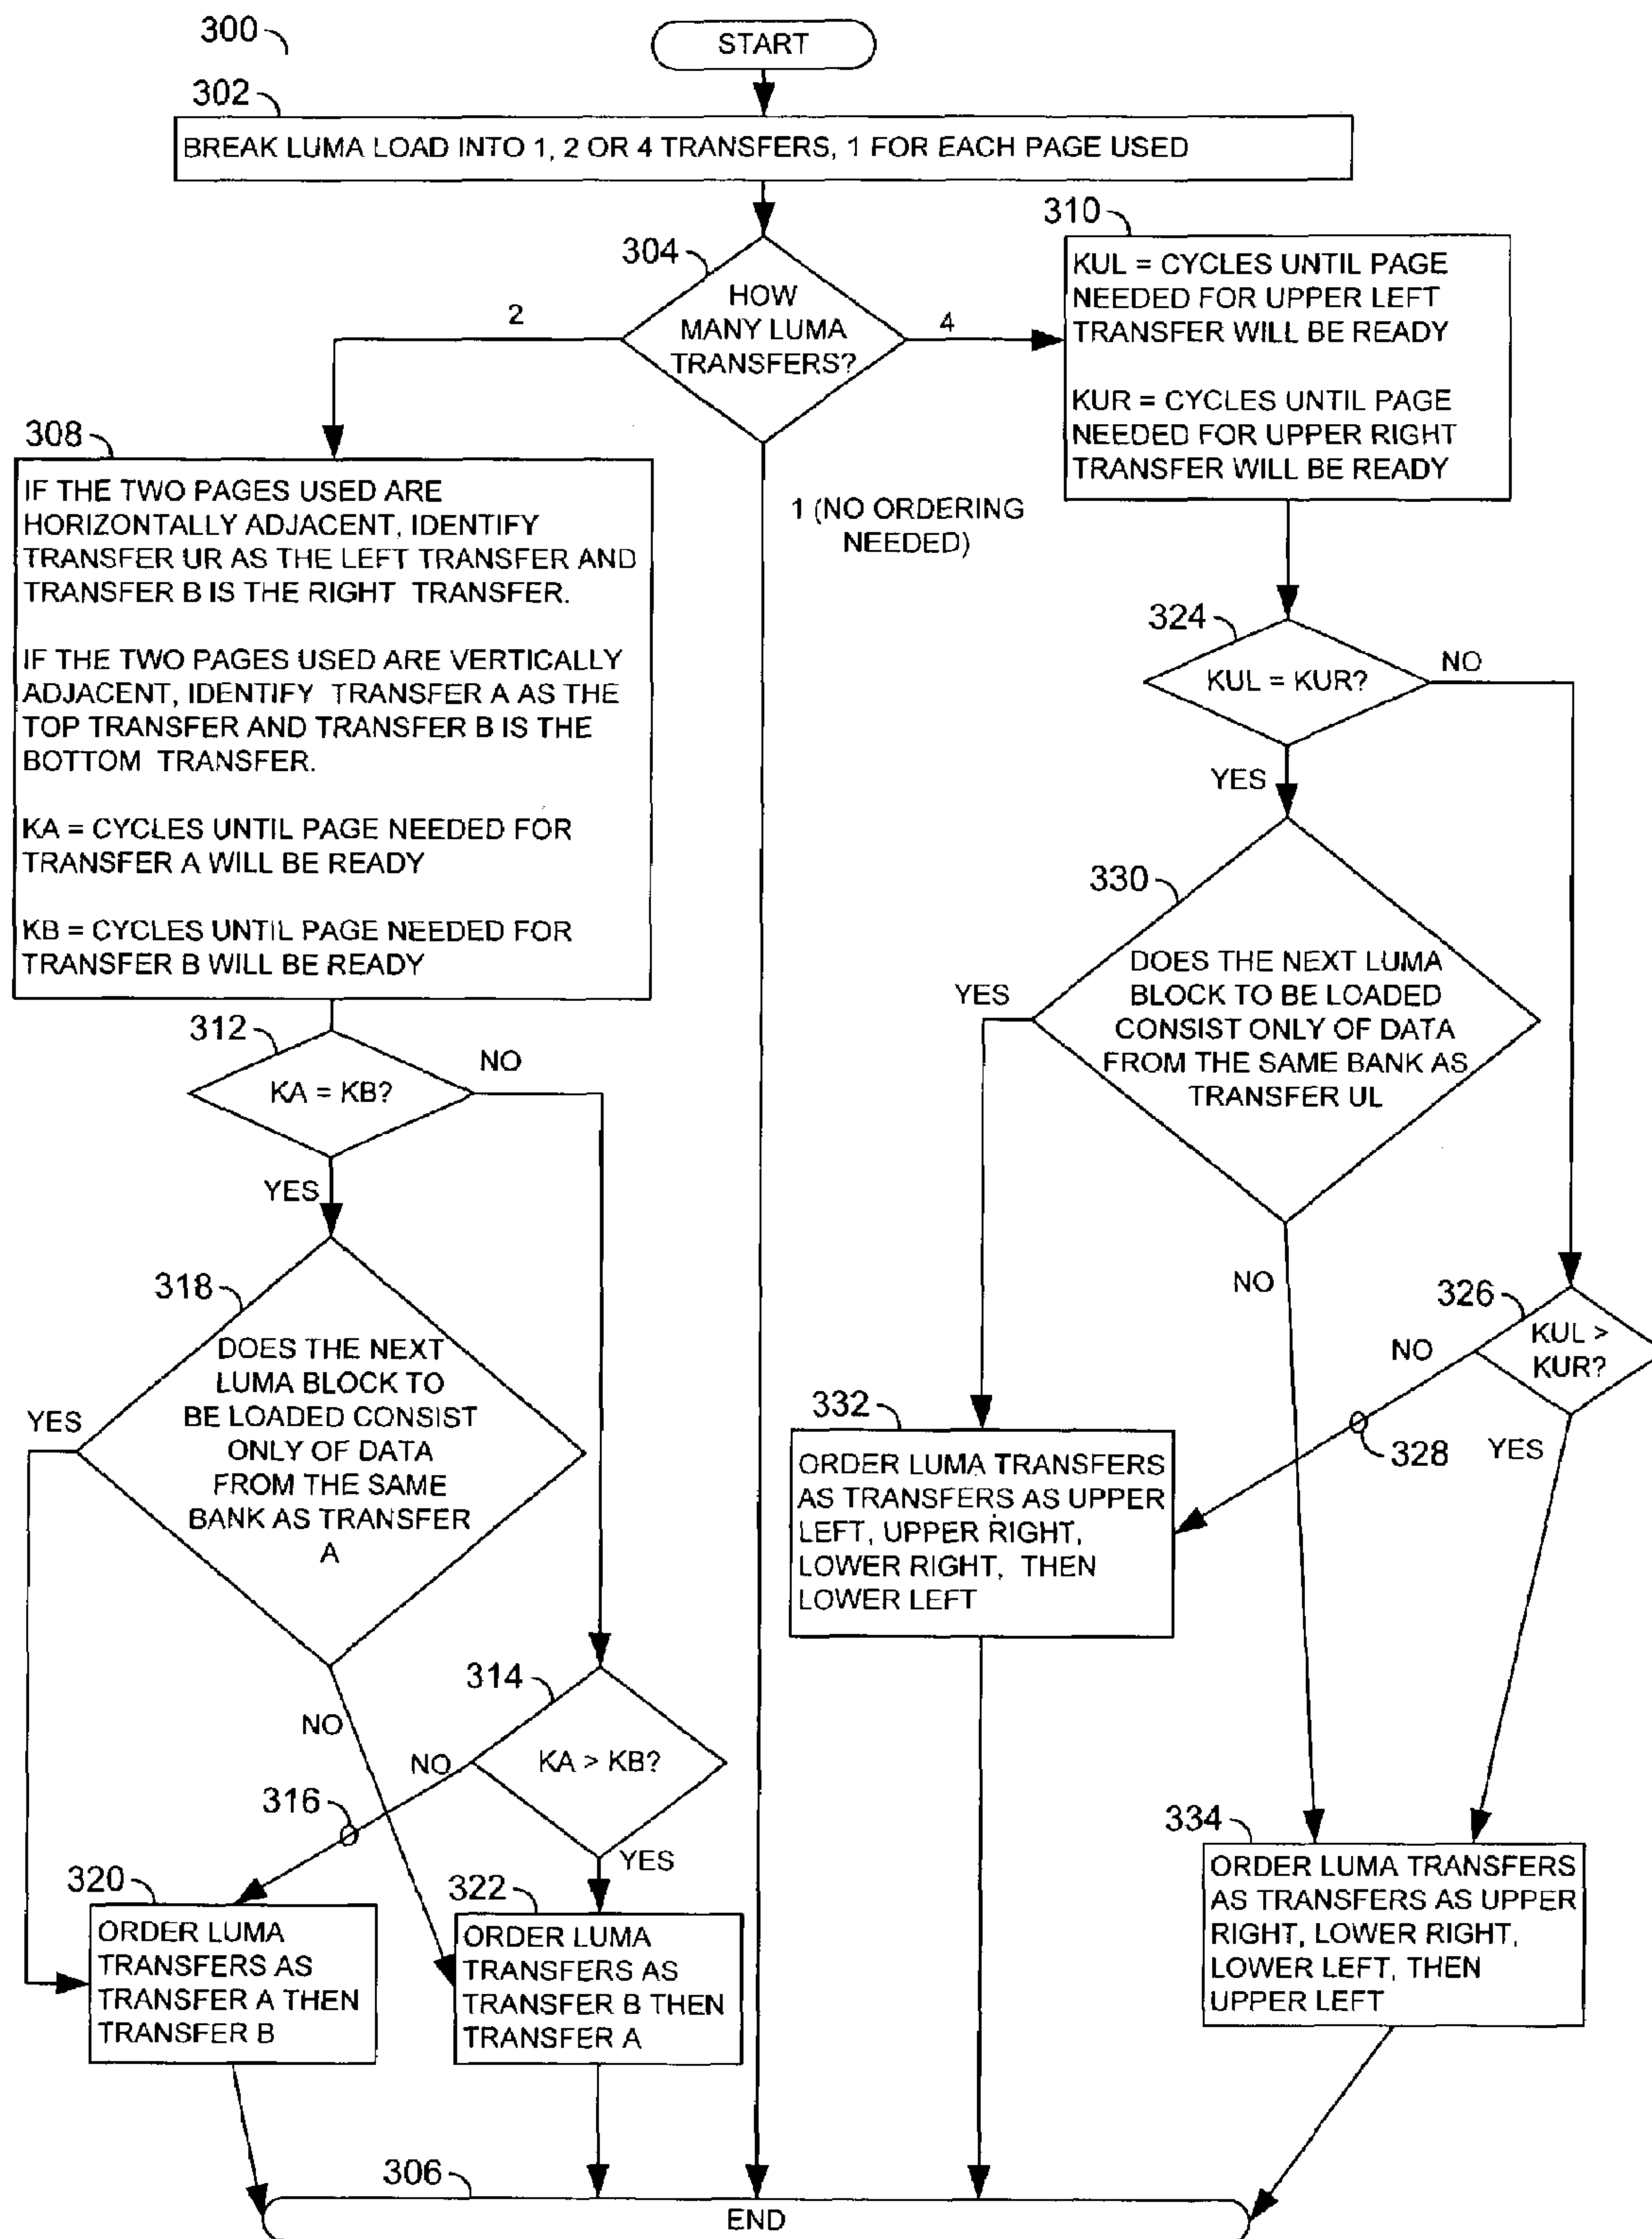 300
START
302
BREAK LUMA LOAD INTO 1, 2 OR 4 TRANSFERS, 1 FOR EACH PAGE USED
304
HOW
MANY LUMA
TRANSFERS?
2
4
1 (NO ORDERING
NEEDED)
310
KUL = CYCLES UNTIL PAGE
NEEDED FOR UPPER LEFT
TRANSFER WILL BE READY
KUR = CYCLES UNTIL PAGE
NEEDED FOR UPPER RIGHT
TRANSFER WILL BE READY
308
IF THE TWO PAGES USED ARE
HORIZONTALLY ADJACENT, IDENTIFY
TRANSFER UR AS THE LEFT TRANSFER AND
TRANSFER B IS THE RIGHT TRANSFER.
IF THE TWO PAGES USED ARE VERTICALLY
ADJACENT, IDENTIFY TRANSFER A AS THE
TOP TRANSFER AND TRANSFER B IS THE
BOTTOM TRANSFER.
KA = CYCLES UNTIL PAGE NEEDED FOR
TRANSFER A WILL BE READY
KB = CYCLES UNTIL PAGE NEEDED FOR
TRANSFER B WILL BE READY
324
KUL = KUR?
NO
YES
330
DOES THE NEXT LUMA
BLOCK TO BE LOADED
CONSIST ONLY OF DATA
FROM THE SAME BANK AS
TRANSFER UL
YES
NO
312
KA = KB?
NO
YES
318
DOES THE NEXT
LUMA BLOCK TO
BE LOADED CONSIST
ONLY OF DATA
FROM THE SAME
BANK AS TRANSFER
A
YES
NO
326
KUL >
KUR?
NO
328
YES
332
ORDER LUMA TRANSFERS
AS TRANSFERS AS UPPER
LEFT, UPPER RIGHT,
LOWER RIGHT, THEN
LOWER LEFT
314
KA > KB?
NO
316
YES
334
ORDER LUMA TRANSFERS
AS TRANSFERS AS UPPER
RIGHT, LOWER RIGHT,
LOWER LEFT, THEN
UPPER LEFT
320
ORDER LUMA
TRANSFERS AS
TRANSFER A THEN
TRANSFER B
322
ORDER LUMA
TRANSFERS AS
TRANSFER B THEN
TRANSFER A
306
END